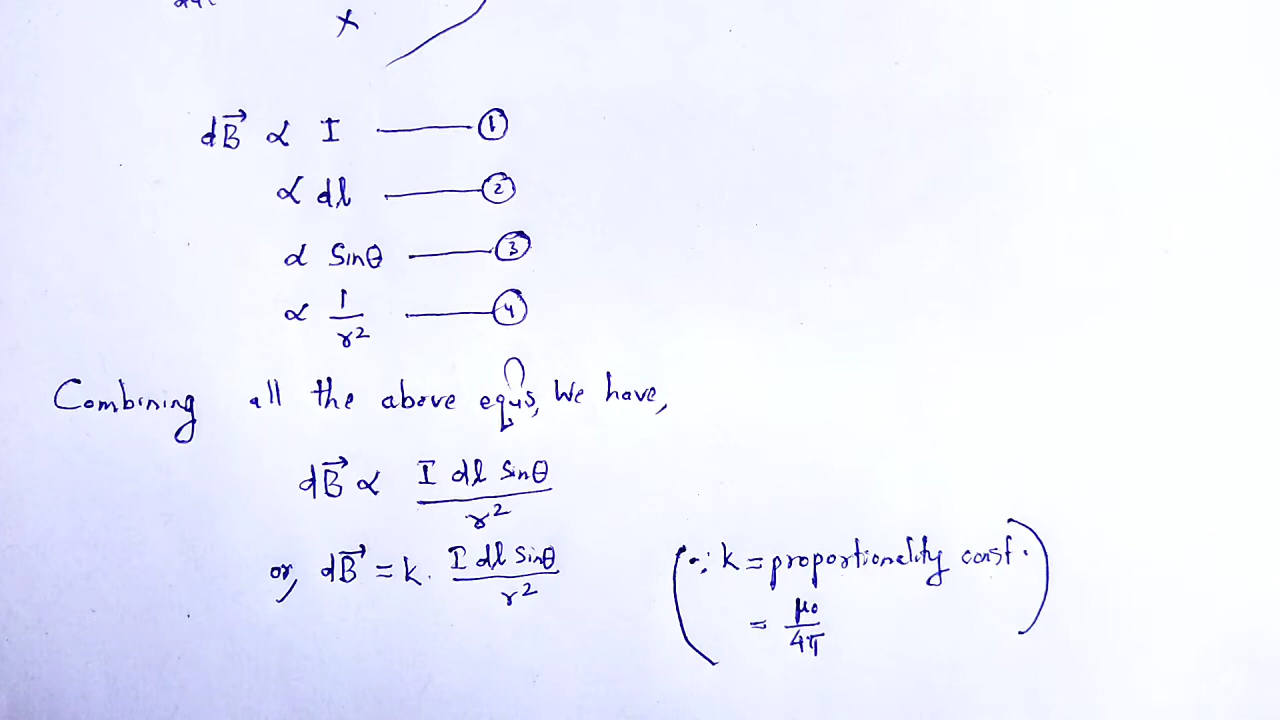 x
dB⃗ ∝ I —— ①
∝ dl —— ②
∝ Sinθ —— ③
∝ 1/r² —— ④
Combining all the above equns, We have,
dB⃗ ∝ I dl Sinθ / r²
or, dB⃗ = k. I dl Sinθ / r² (∵ k = proportionality const.
= μ₀/4π)